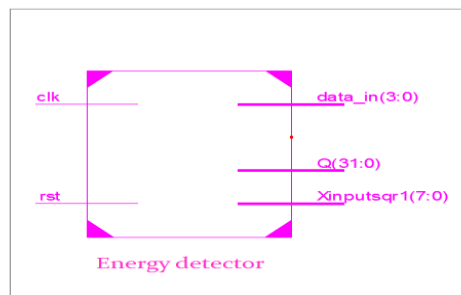 clk
data_in(3:0)
Q(31:0)
rst
Xinputsqr1(7:0)
Energy detector